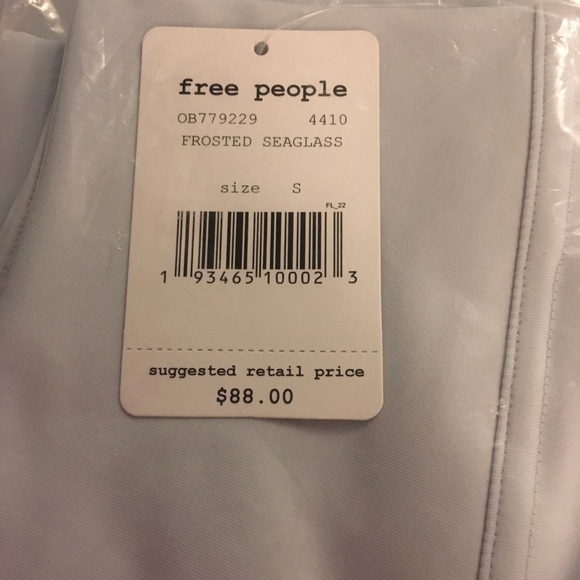 free people
OB779229 4410
FROSTED SEAGLASS
size S
FL_22
1 93465 10002 3
suggested retail price
$88.00